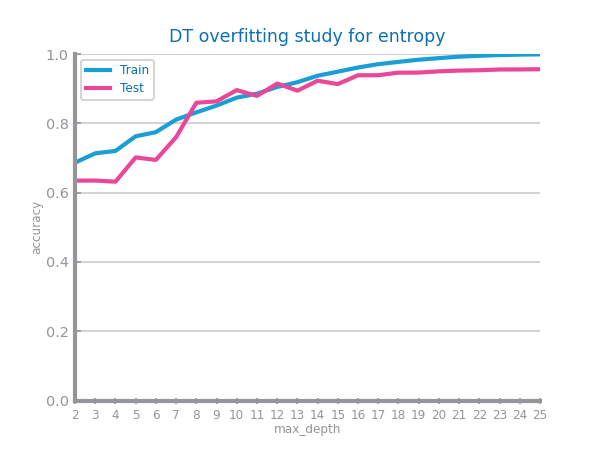 DT overfitting study for entropy
Train
Test
1.0
0.8
0.6
0.4
0.2
0.0
accuracy
2 3 4 5 6 7 8 9 10 11 12 13 14 15 16 17 18 19 20 21 22 23 24 25
max_depth